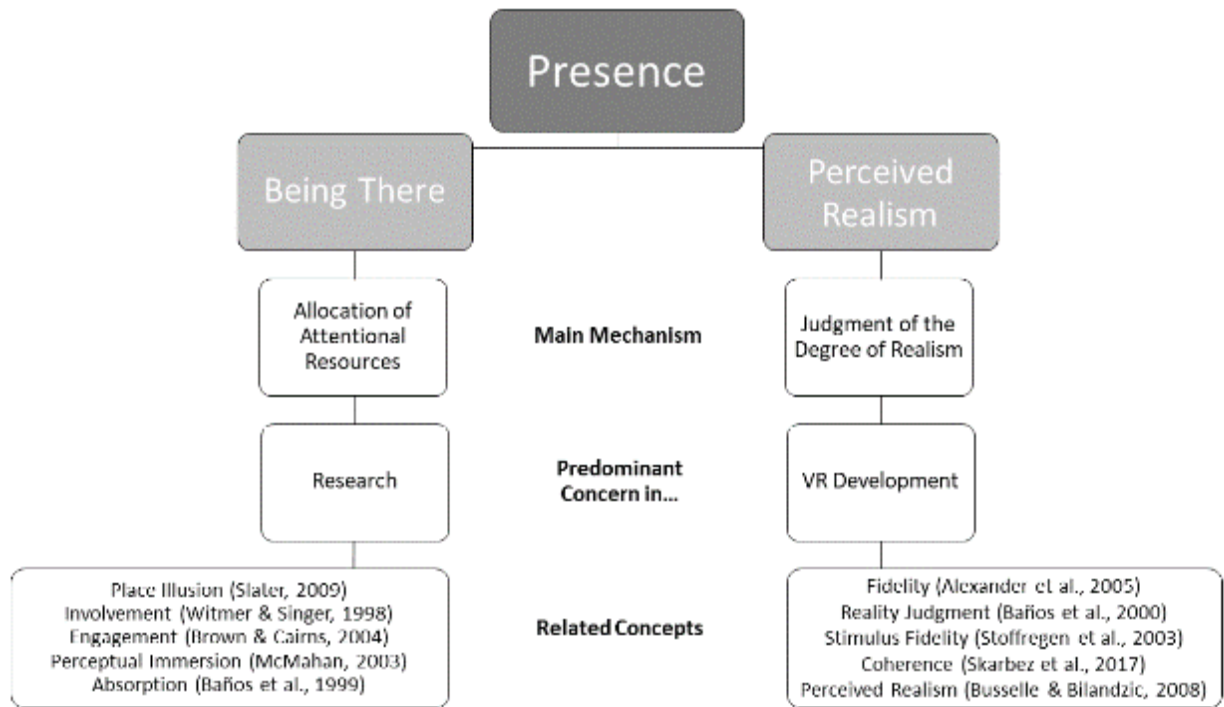 Presence
Being There
Perceived
Realism
Allocation of
Attentional
Resources
Main Mechanism
Judgment of the
Degree of Realism
Research
Predominant
Concern in...
VR Development
Place Illusion (Slater, 2009)
Involvement (Witmer & Singer, 1998)
Engagement (Brown & Cairns, 2004)
Perceptual Immersion (McMahan, 2003)
Absorption (Baños et al., 1999)
Related Concepts
Fidelity (Alexander et al., 2005)
Reality Judgment (Baños et al., 2000)
Stimulus Fidelity (Stoffregen et al., 2003)
Coherence (Skarbez et al., 2017)
Perceived Realism (Busselle & Bilandzic, 2008)